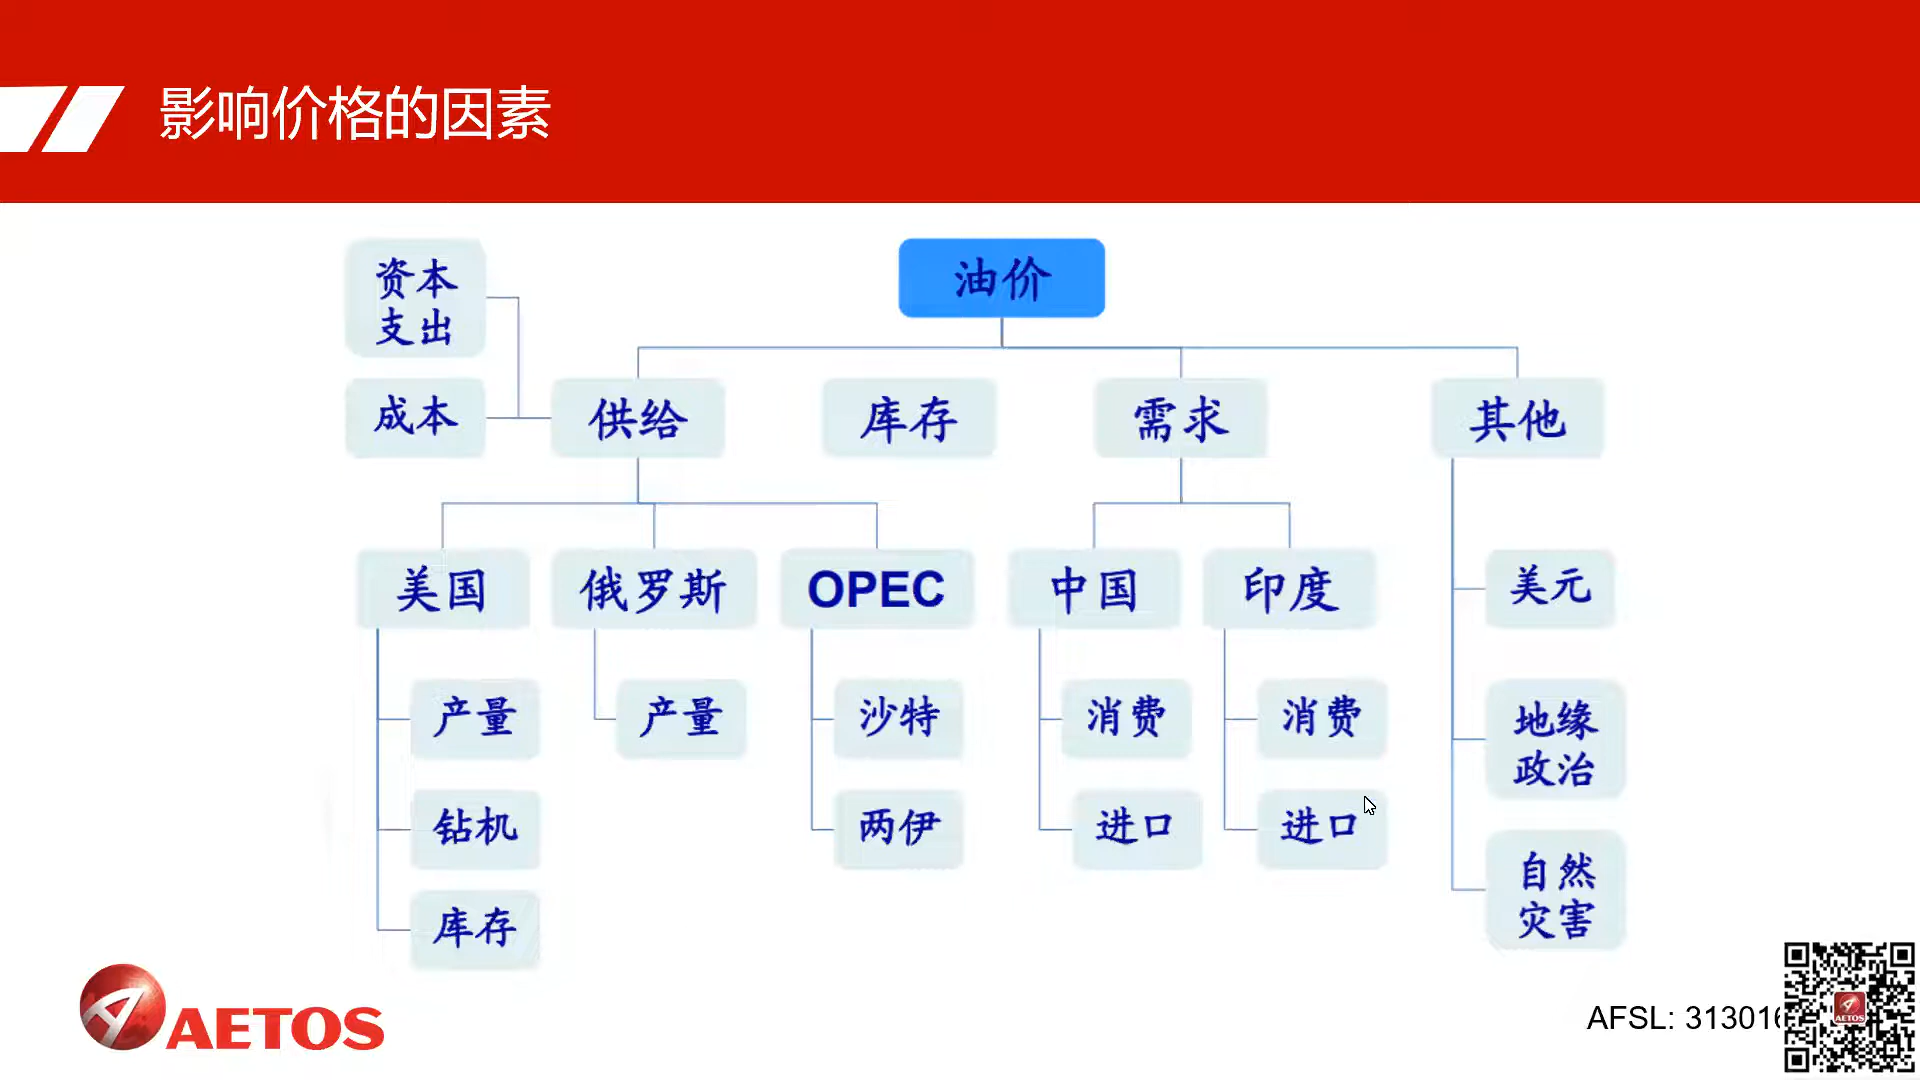 影响价格的因素
油价
资本
支出
成本
供给
库存
需求
其他
美国
俄罗斯
OPEC
中国
印度
美元
产量
产量
沙特
消费
消费
地缘
政治
钻机
两伊
进口
进口
自然
灾害
库存
AETOS
AFSL: 313016
AETOS